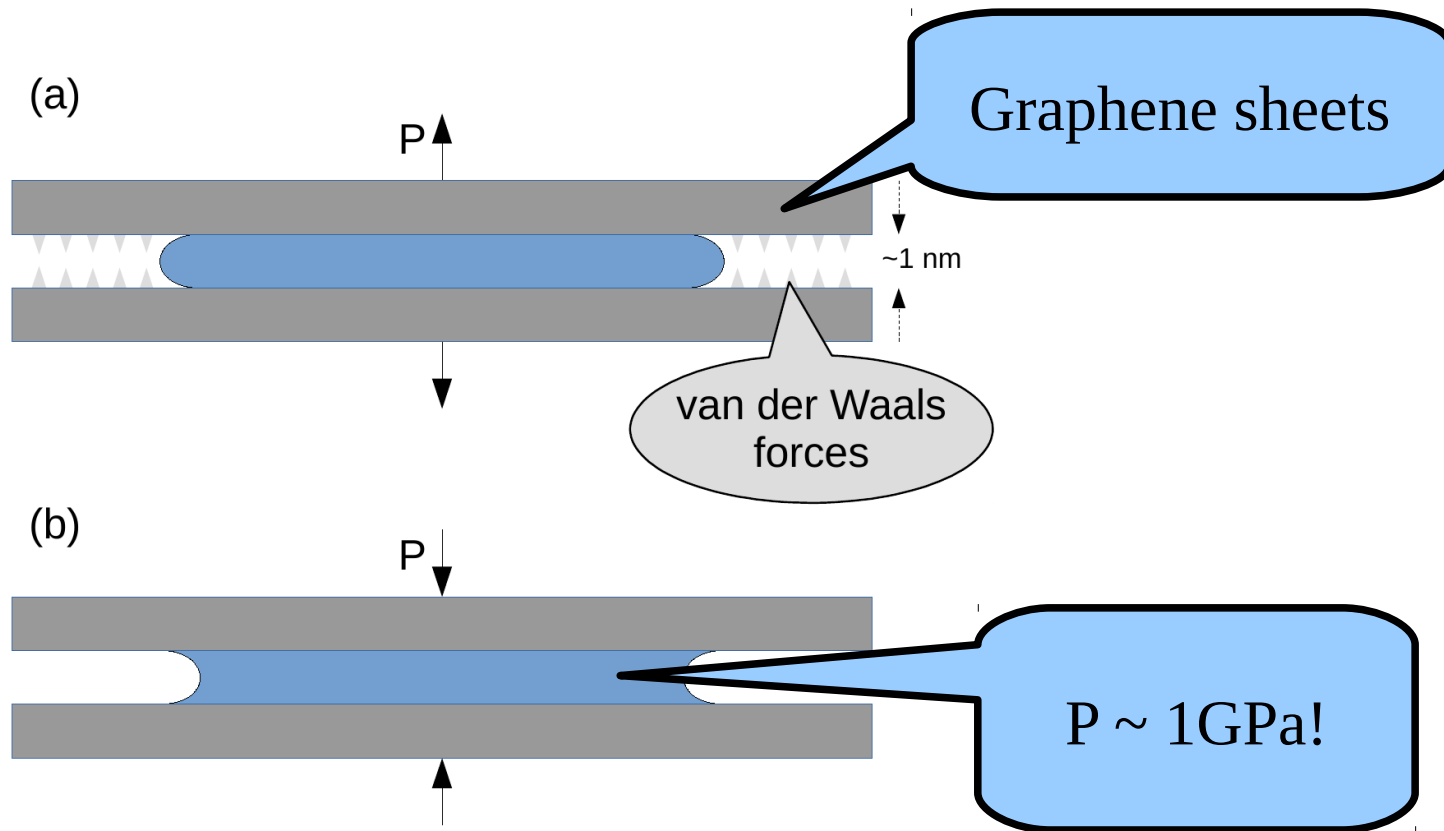 (a)
P
Graphene sheets
~1 nm
van der Waals
forces
(b)
P
P ~ 1GPa!